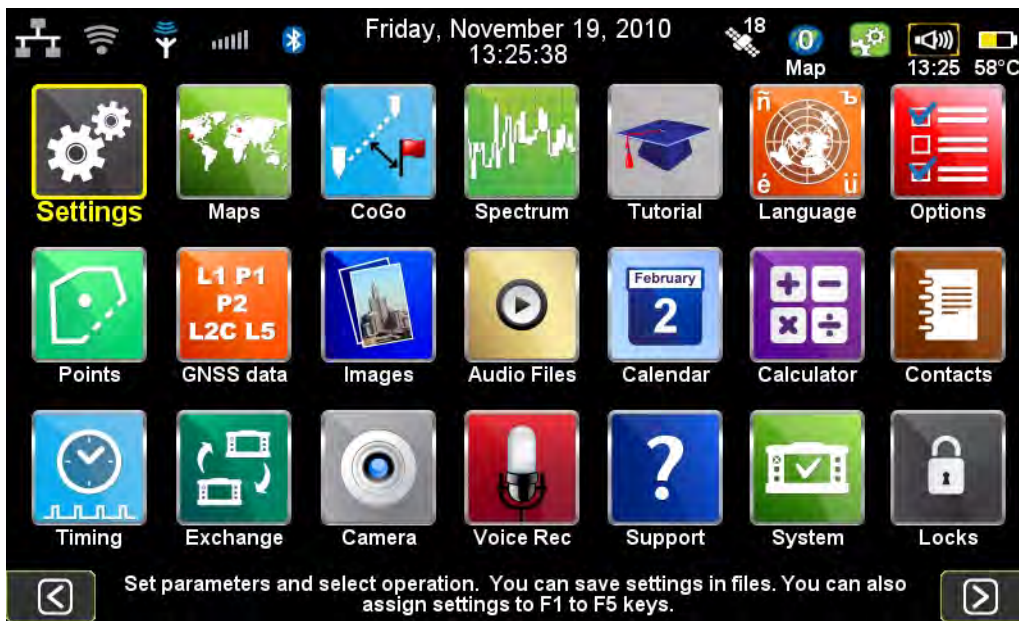 Friday, November 19, 2010
13:25:38
18
0
Map
13:25
58°C
ñ
Ъ
é
ü
Settings
Maps
CoGo
Spectrum
Tutorial
Language
Options
L1 P1
P2
L2C L5
February
2
Points
GNSS data
Images
Audio Files
Calendar
Calculator
Contacts
?
Timing
Exchange
Camera
Voice Rec
Support
System
Locks
Set parameters and select operation. You can save settings in files. You can also
assign settings to F1 to F5 keys.